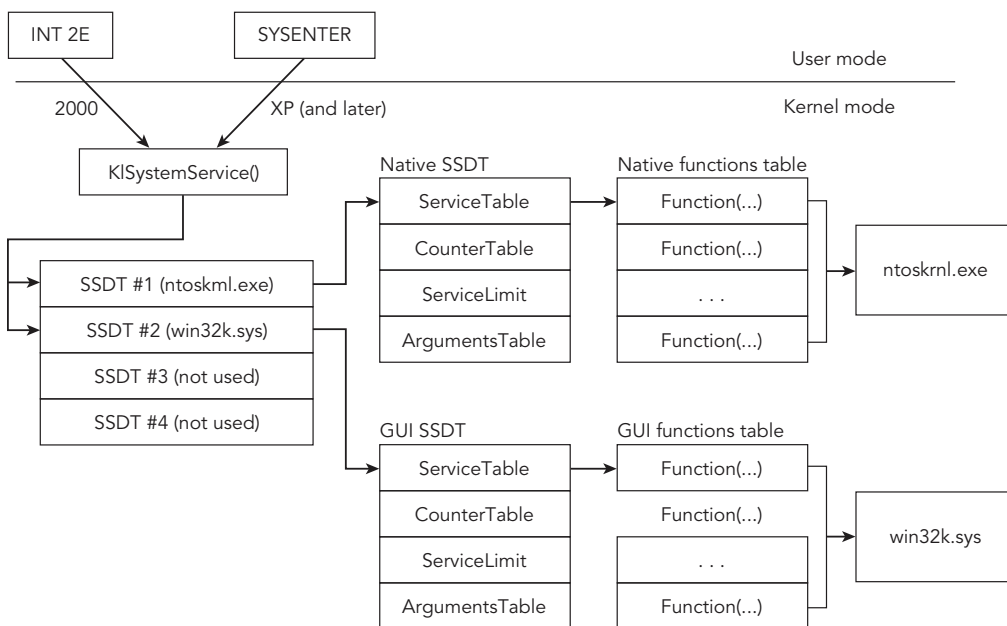 INT 2E
SYSENTER
User mode
2000
XP (and later)
Kernel mode
KlSystemService()
Native SSDT
Native functions table
ServiceTable
Function(...)
CounterTable
Function(...)
ntoskrnl.exe
SSDT #1 (ntoskml.exe)
ServiceLimit
. . .
SSDT #2 (win32k.sys)
ArgumentsTable
Function(...)
SSDT #3 (not used)
SSDT #4 (not used)
GUI SSDT
GUI functions table
ServiceTable
Function(...)
CounterTable
Function(...)
win32k.sys
ServiceLimit
. . .
ArgumentsTable
Function(...)